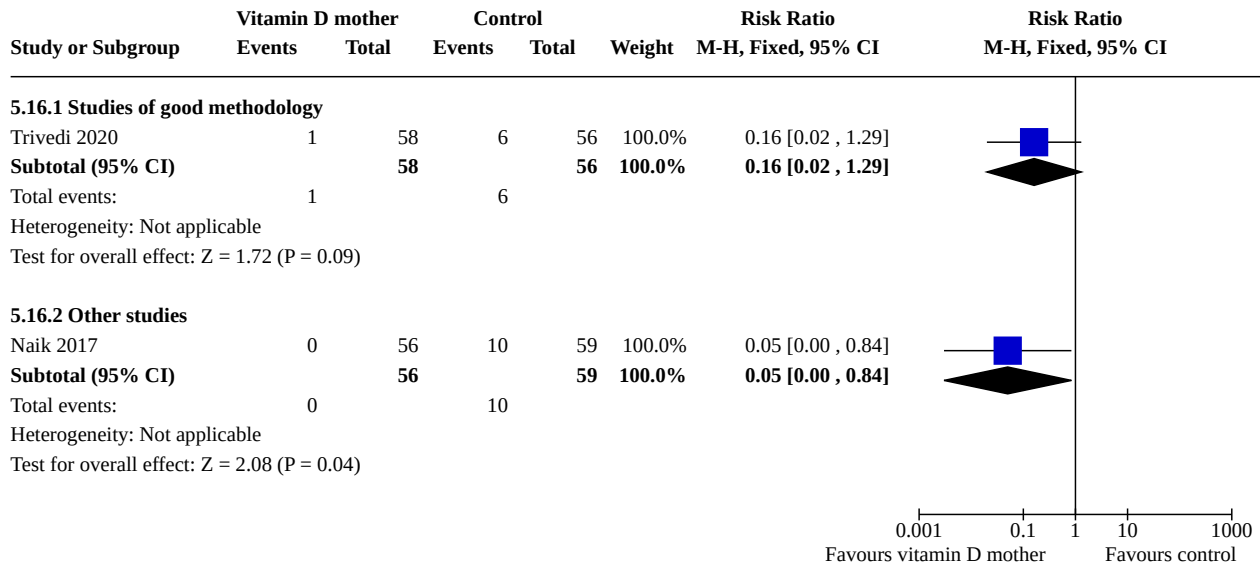 Vitamin D mother Control Risk Ratio Risk Ratio
Study or Subgroup Events Total Events Total Weight M-H, Fixed, 95% CI M-H, Fixed, 95% CI
5.16.1 Studies of good methodology
Trivedi 2020 1 58 6 56 100.0% 0.16 [0.02 , 1.29]
Subtotal (95% CI) 58 56 100.0% 0.16 [0.02 , 1.29]
Total events: 1 6
Heterogeneity: Not applicable
Test for overall effect: Z = 1.72 (P = 0.09)
5.16.2 Other studies
Naik 2017 0 56 10 59 100.0% 0.05 [0.00 , 0.84]
Subtotal (95% CI) 56 59 100.0% 0.05 [0.00 , 0.84]
Total events: 0 10
Heterogeneity: Not applicable
Test for overall effect: Z = 2.08 (P = 0.04)
0.001 0.1 1 10 1000
Favours vitamin D mother Favours control